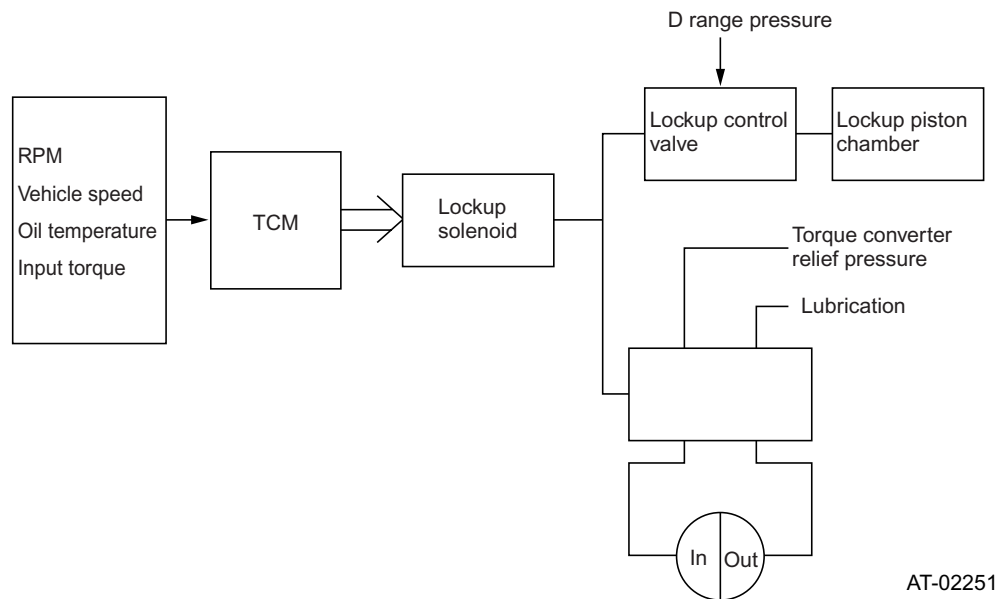 D range pressure
RPM
Vehicle speed
Oil temperature
Input torque
TCM
Lockup
solenoid
Lockup control
valve
Lockup piston
chamber
Torque converter
relief pressure
Lubrication
In
Out
AT-02251